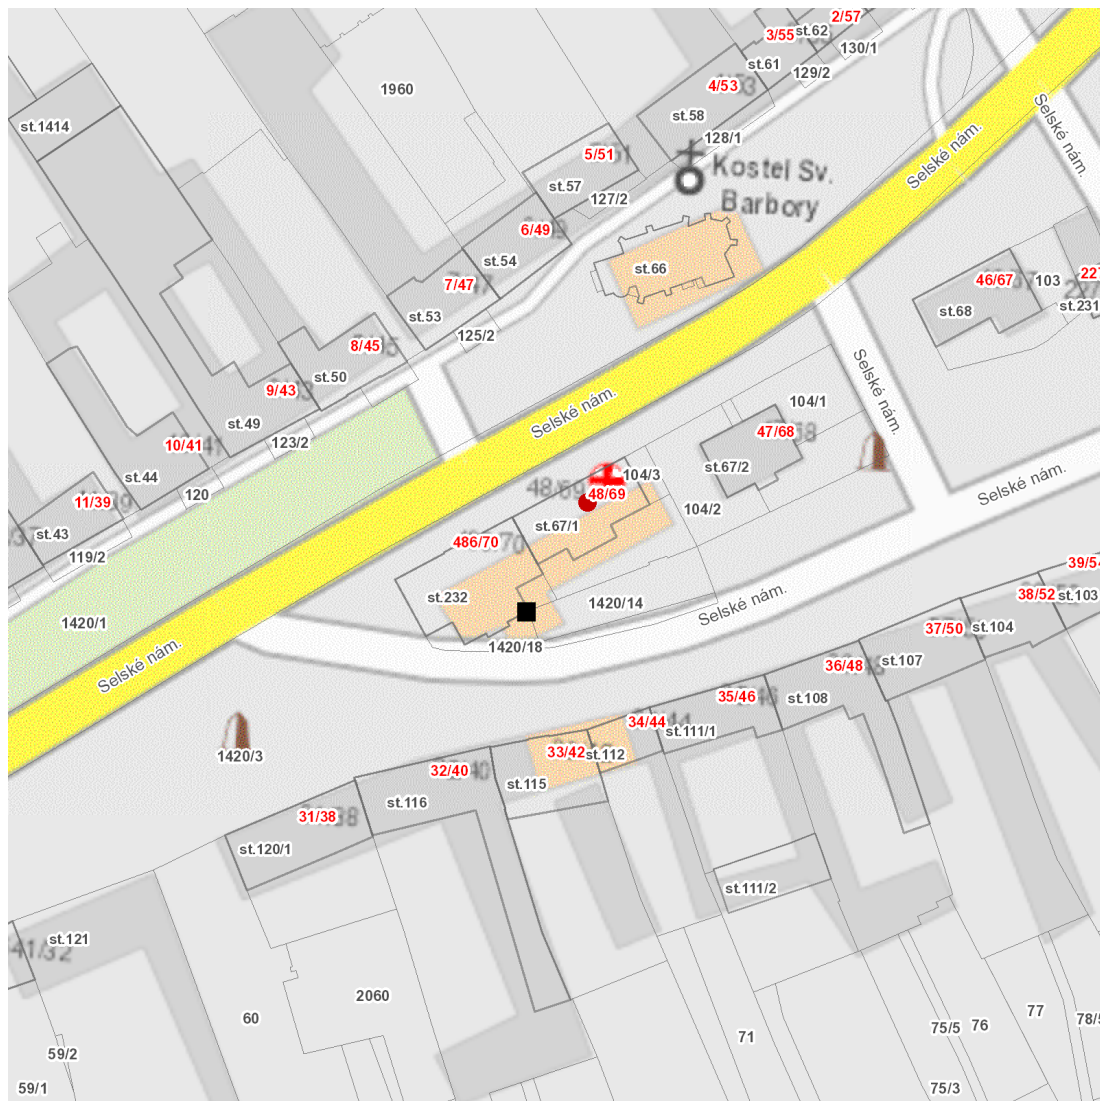 2/57
3/55
st.62
130/1
st.61
129/2
1960
4/53
st.58
128/1
st.1414
Selské nám.
Selské nám.
5/51
st.57
127/2
Kostel Sv.
Barbory
6/49
st.54
st.66
7/47
st.53
125/2
46/67
103
227
st.231
st.68
8/45
st.50
9/43
st.49
123/2
Selské nám.
Selské nám.
104/1
47/68
st.67/2
10/41
st.44
120
11/39
st.43
119/2
104/3
48/69
48/69
104/2
st.67/1
486/70
Selské nám.
st.232
1420/14
1420/18
Selské nám.
39/54
38/52
st.103
37/50
st.104
1420/1
Selské nám.
36/48
st.107
35/46
st.108
34/44
st.111/1
33/42
st.112
1420/3
32/40
st.115
st.116
31/38
st.120/1
st.111/2
st.121
41/32
2060
60
71
75/5
76
77
78/5
59/2
59/1
75/3